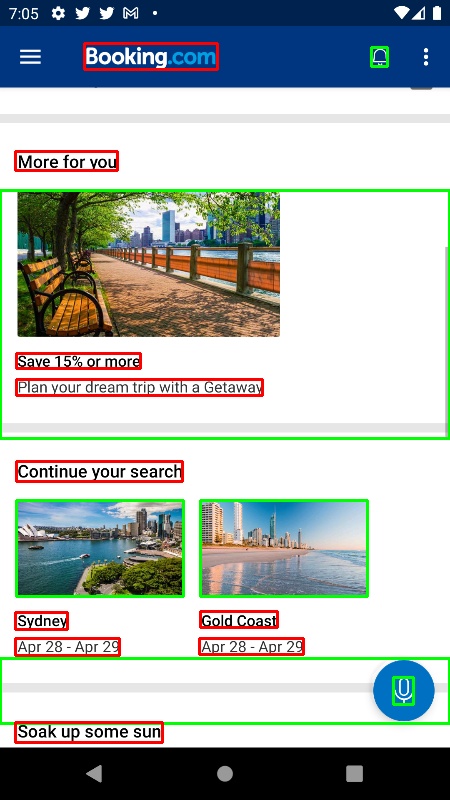 7:05
Booking.com
More for you
Save 15% or more
Plan your dream trip with a Getaway
Continue your search
Sydney
Gold Coast
Apr 28 - Apr 29
Apr 28 - Apr 29
Soak up some sun